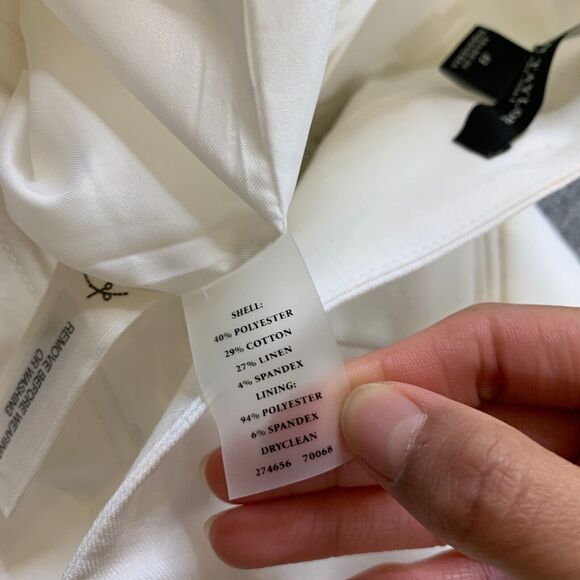 SHELL:
40% POLYESTER
29% COTTON
27% LINEN
4% SPANDEX
LINING:
94% POLYESTER
6% SPANDEX
DRYCLEAN
274656 70068
REMOVE BEFORE WEARING
OR WASHING